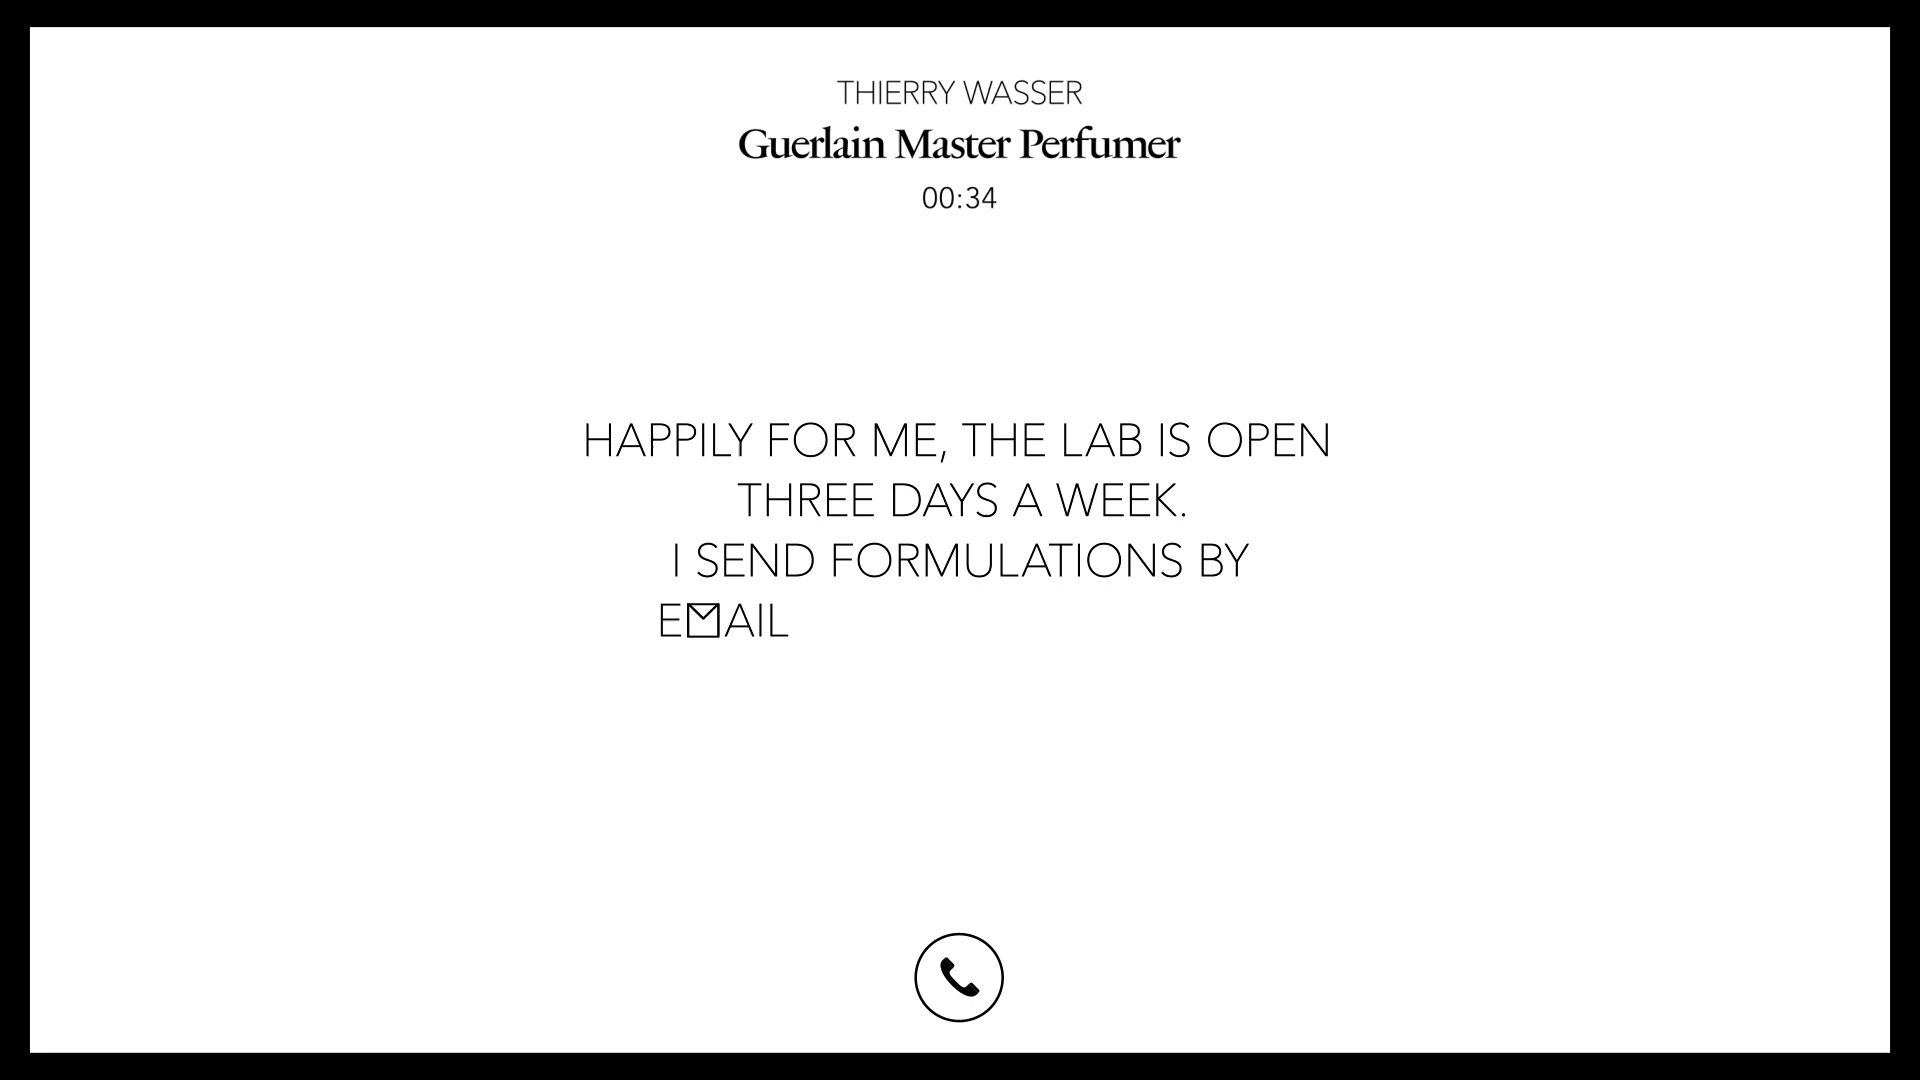 THIERRY WASSER
Guerlain Master Perfumer
00:34
HAPPILY FOR ME, THE LAB IS OPEN
THREE DAYS A WEEK.
I SEND FORMULATIONS BY
EMAIL